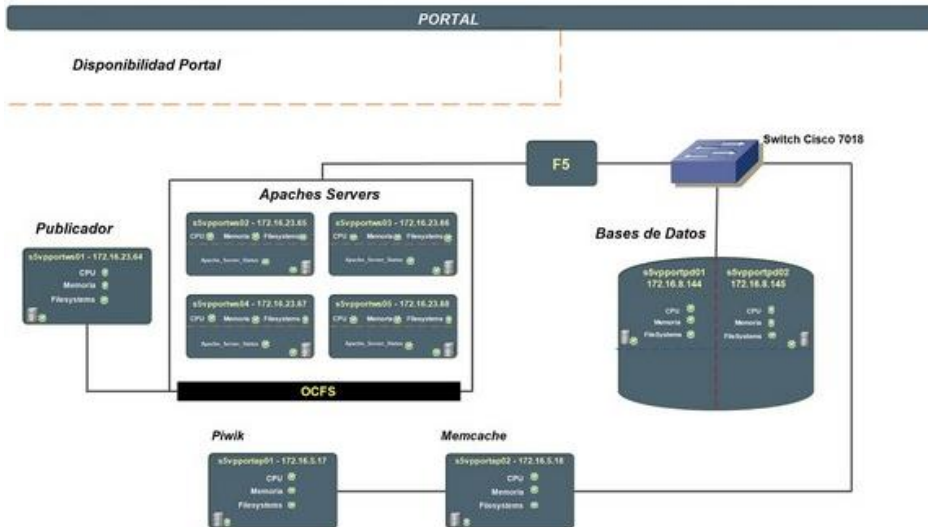 PORTAL
Disponibilidad Portal
Switch Cisco 7018
F5
Apaches Servers
Publicador
s5vpportws01 - 172.16.23.64
CPU
Memoria
Filesystems
s5vpportws02 - 172.16.23.65
CPU Memoria Filesystems
Apache_Server_Status
s5vpportws03 - 172.16.23.66
CPU Memoria Filesystems
Apache_Server_Status
s5vpportws04 - 172.16.23.67
CPU Memoria Filesystems
Apache_Server_Status
s5vpportws05 - 172.16.23.68
CPU Memoria Filesystems
Apache_Server_Status
OCFS
Bases de Datos
s5vpportpd01
172.16.8.144
CPU
Memoria
FileSystems
s5vpportpd02
172.16.8.145
CPU
Memoria
FileSystems
Piwik
s5vpportap01 - 172.16.5.17
CPU
Memoria
Filesystems
Memcache
s5vpportap02 - 172.16.5.18
CPU
Memoria
Filesystems